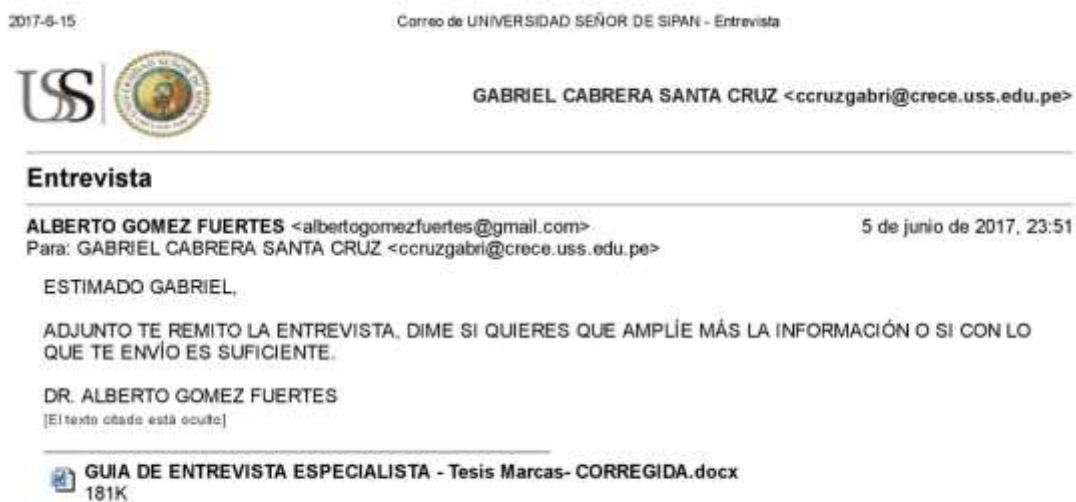 2017-6-15 Correo de UNIVERSIDAD SEÑOR DE SIPAN - Entrevista
USS
GABRIEL CABRERA SANTA CRUZ <ccruzgabri@crece.uss.edu.pe>
Entrevista
ALBERTO GOMEZ FUERTES <albertogomezfuertes@gmail.com> 5 de junio de 2017, 23:51
Para: GABRIEL CABRERA SANTA CRUZ <ccruzgabri@crece.uss.edu.pe>
ESTIMADO GABRIEL,
ADJUNTO TE REMITO LA ENTREVISTA, DIME SI QUIERES QUE AMPLÍE MÁS LA INFORMACIÓN O SI CON LO
QUE TE ENVÍO ES SUFICIENTE.
DR. ALBERTO GOMEZ FUERTES
[El texto citado está oculto]
GUIA DE ENTREVISTA ESPECIALISTA - Tesis Marcas- CORREGIDA.docx
181K